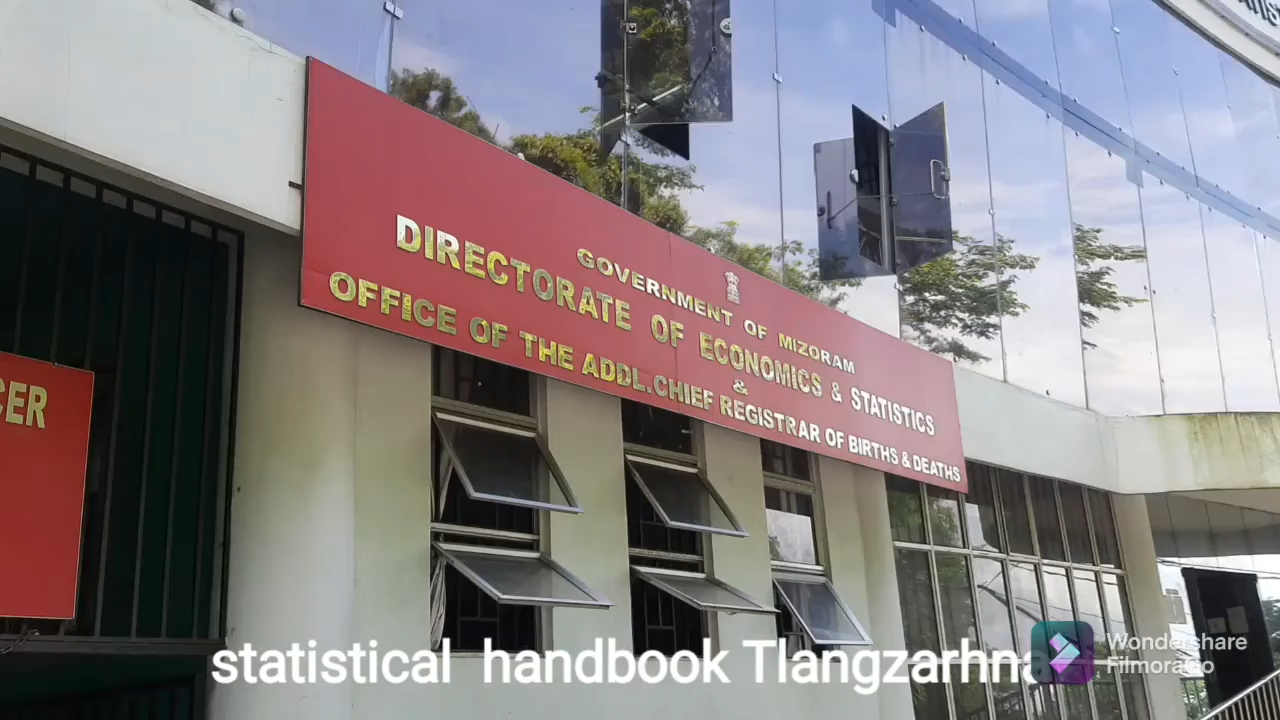 GOVERNMENT OF MIZORAM
DIRECTORATE OF ECONOMICS & STATISTICS
&
OFFICE OF THE ADDL.CHIEF REGISTRAR OF BIRTHS & DEATHS
CER
statistical handbook Tlangzarhna
Wondershare
Filmorago